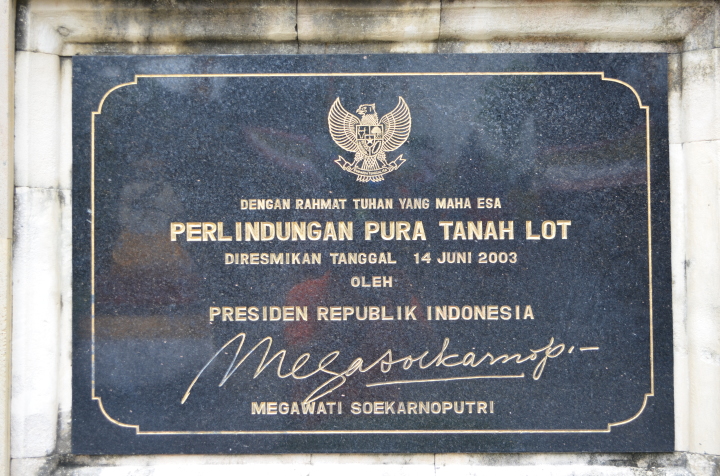 DENGAN RAHMAT TUHAN YANG MAHA ESA
PERLINDUNGAN PURA TANAH LOT
DIRESMIKAN TANGGAL 14 JUNI 2003
OLEH
PRESIDEN REPUBLIK INDONESIA
Megasoekarnop.-
MEGAWATI SOEKARNOPUTRI